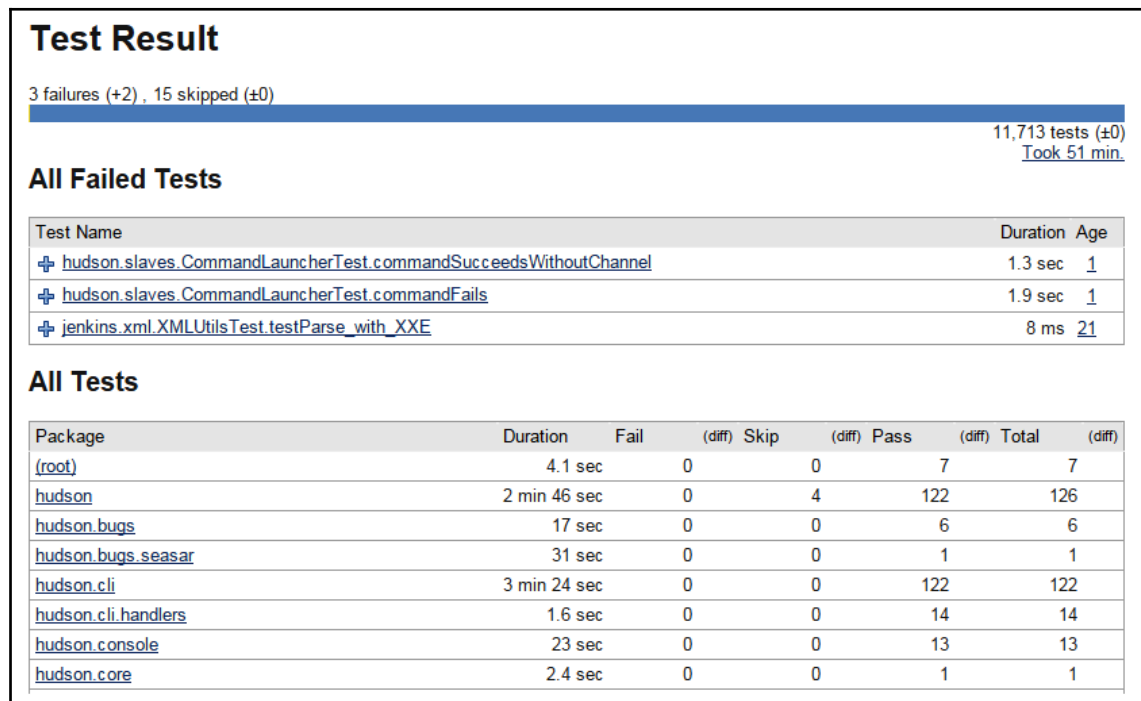 Test Result
3 failures (+2) , 15 skipped (±0)
11,713 tests (±0)
Took 51 min.
All Failed Tests
Test Name Duration Age
hudson.slaves.CommandLauncherTest.commandSucceedsWithoutChannel 1.3 sec 1
hudson.slaves.CommandLauncherTest.commandFails 1.9 sec 1
jenkins.xml.XMLUtilsTest.testParse_with_XXE 8 ms 21
All Tests
Package Duration Fail (diff) Skip (diff) Pass (diff) Total (diff)
(root) 4.1 sec 0 0 7 7
hudson 2 min 46 sec 0 4 122 126
hudson.bugs 17 sec 0 0 6 6
hudson.bugs.seasar 31 sec 0 0 1 1
hudson.cli 3 min 24 sec 0 0 122 122
hudson.cli.handlers 1.6 sec 0 0 14 14
hudson.console 23 sec 0 0 13 13
hudson.core 2.4 sec 0 0 1 1